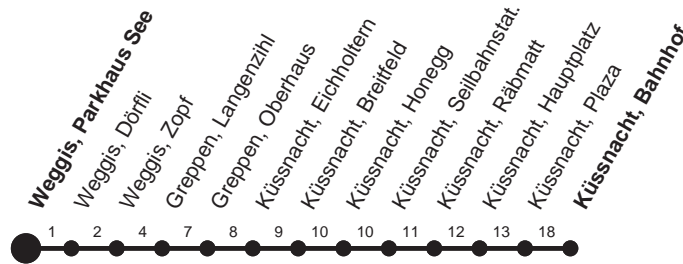 Weggis, Parkhaus See
Weggis, Dörfli
Weggis, Zopf
Greppen, Langenzihl
Greppen, Oberhaus
Küssnacht, Eichholtern
Küssnacht, Breitfeld
Küssnacht, Honegg
Küssnacht, Seilbahnstat.
Küssnacht, Räbmatt
Küssnacht, Hauptplatz
Küssnacht, Plaza
Küssnacht, Bahnhof
1 2 4 7 8 9 10 10 11 12 13 18